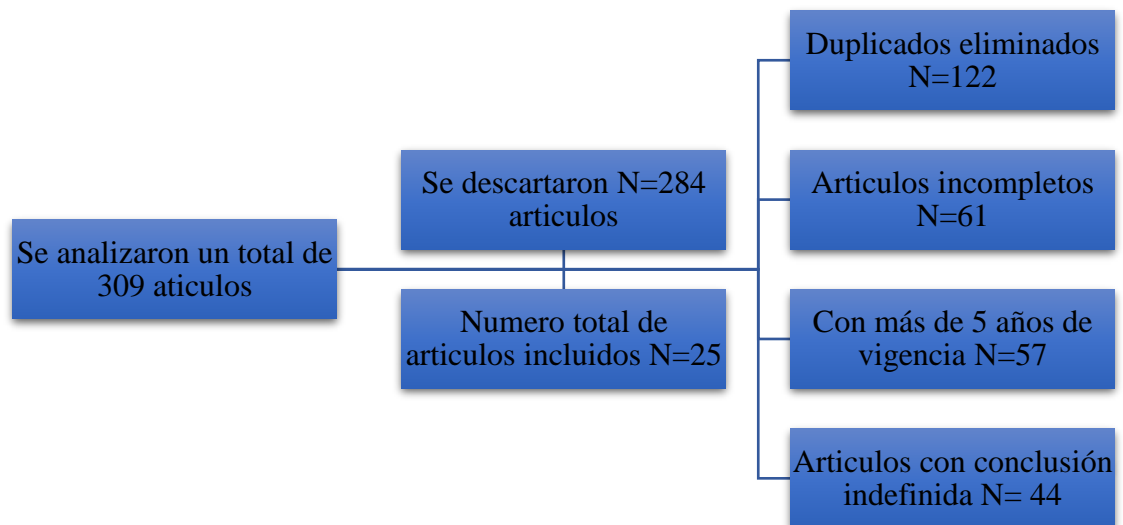 Se analizaron un total de
309 aticulos
Se descartaron N=284
articulos
Numero total de
articulos incluidos N=25
Duplicados eliminados
N=122
Articulos incompletos
N=61
Con más de 5 años de
vigencia N=57
Articulos con conclusión
indefinida N= 44